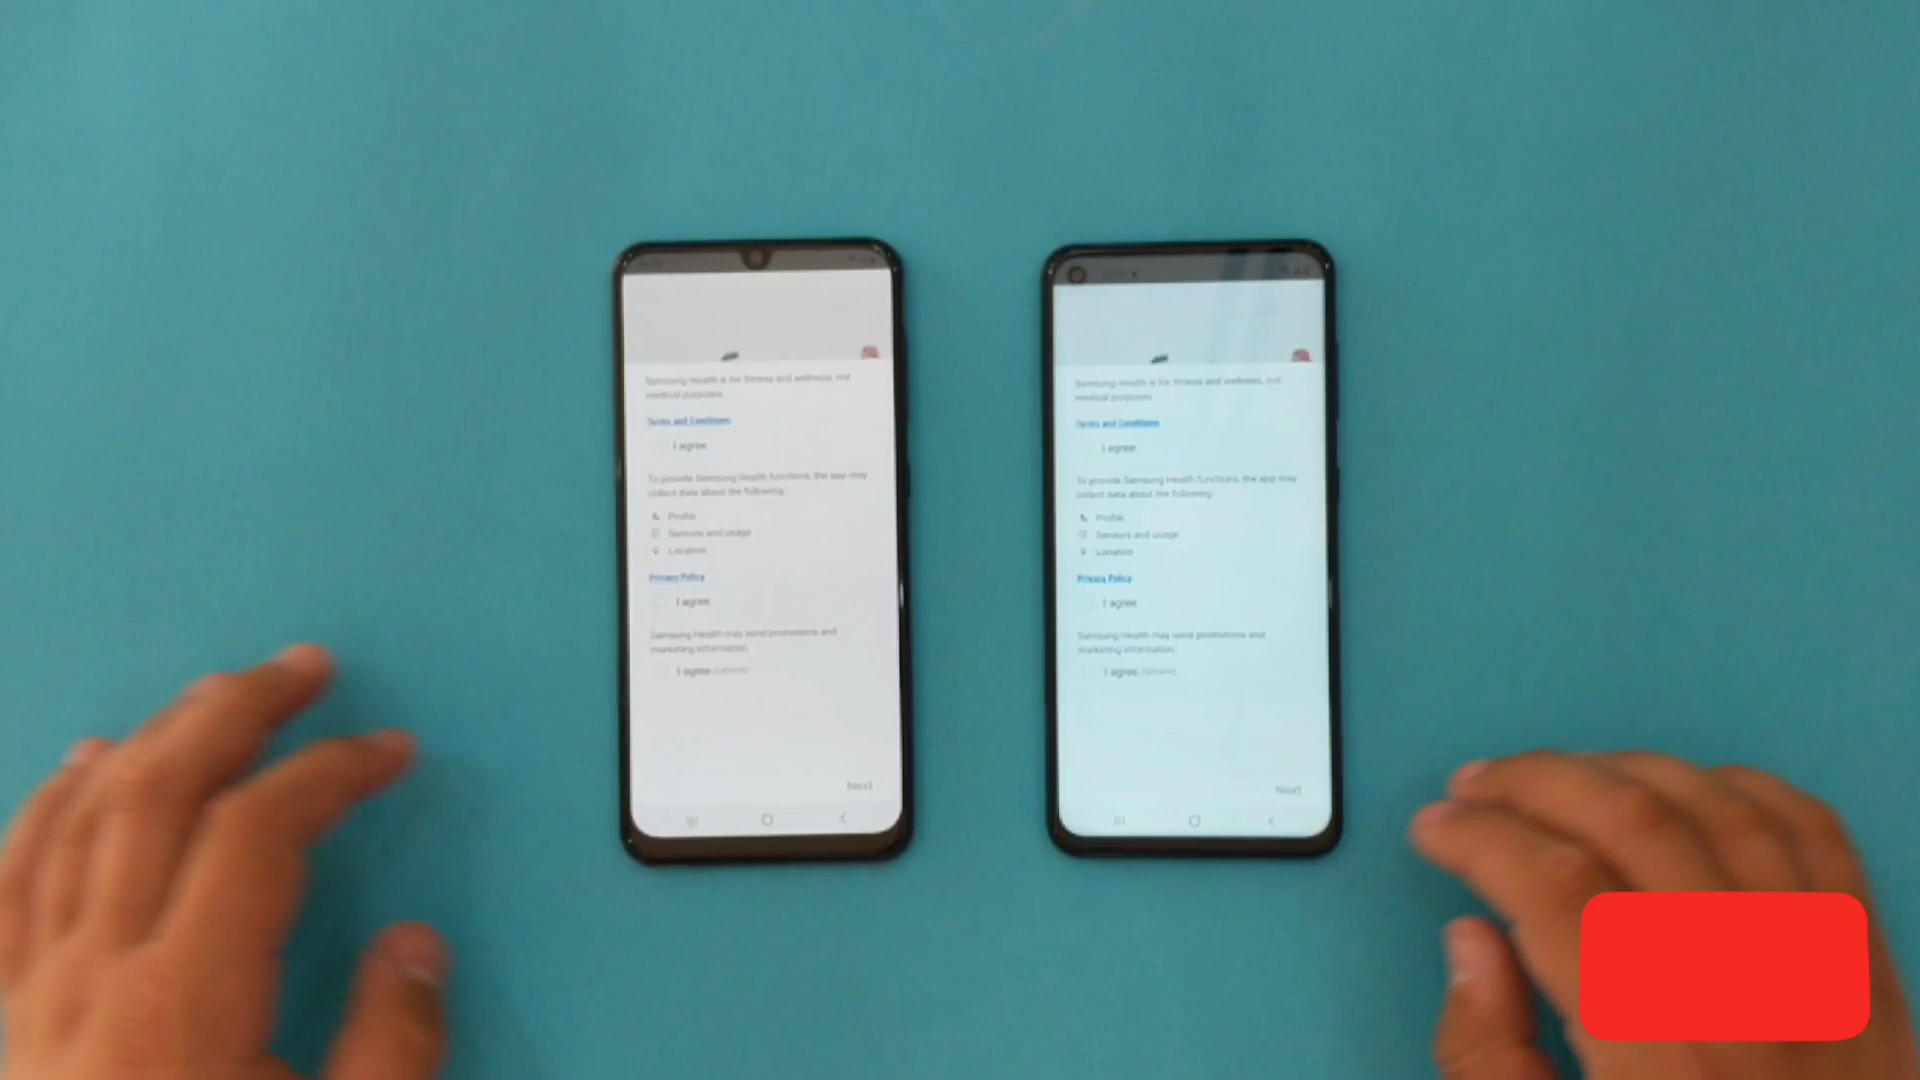 Samsung Health is for fitness and wellness, not
medical purposes.
Terms and Conditions
I agree.
To provide Samsung Health functions, the app may
collect data about the following:
Profile
Sensors and usage
Location
Privacy Policy
I agree.
Samsung Health may send promotions and
marketing information.
I agree (Optional)
Next
Samsung Health is for fitness and wellness, not
medical purposes.
Terms and Conditions
I agree.
To provide Samsung Health functions, the app may
collect data about the following:
Profile
Sensors and usage
Location
Privacy Policy
I agree.
Samsung Health may send promotions and
marketing information.
I agree (Optional)
Next